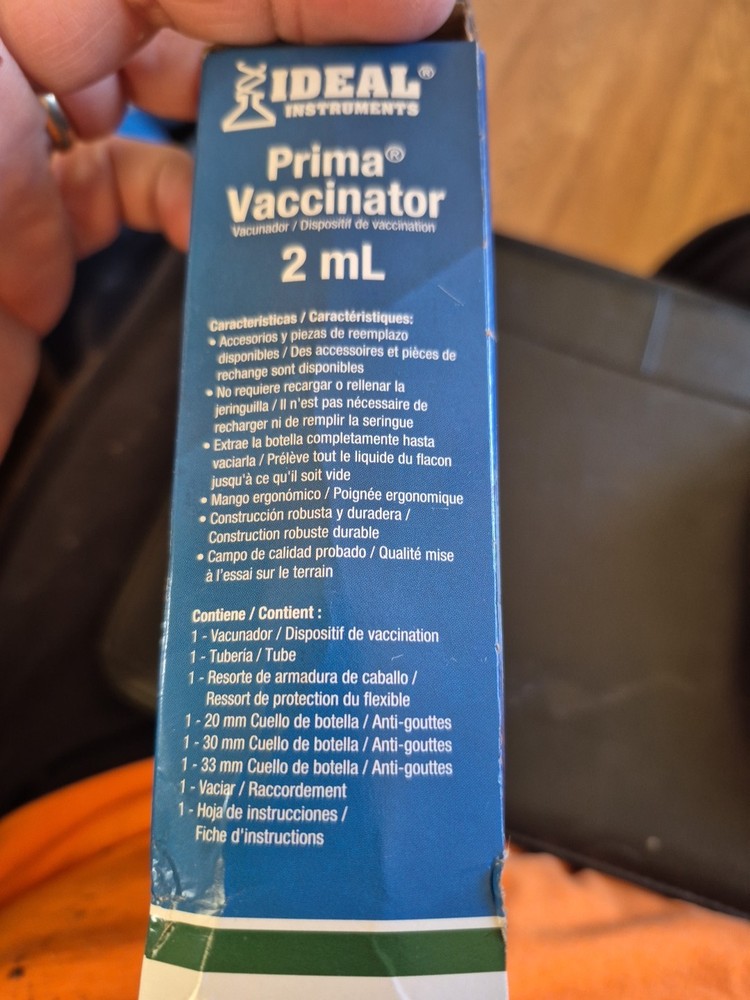 IDEAL®
INSTRUMENTS
Prima®
Vaccinator
Vacunador / Dispositif de vaccination
2 mL
Características / Caractéristiques:
• Accesorios y piezas de reemplazo
disponibles / Des accessoires et pièces de
rechange sont disponibles
• No requiere recargar o rellenar la
jeringuilla / Il n'est pas nécessaire de
recharger ni de remplir la seringue
• Extrae la botella completamente hasta
vaciarla / Prélève tout le liquide du flacon
jusqu'à ce qu'il soit vide
• Mango ergonómico / Poignée ergonomique
• Construcción robusta y duradera /
Construction robuste durable
• Campo de calidad probado / Qualité mise
à l'essai sur le terrain
Contiene / Contient :
1 - Vacunador / Dispositif de vaccination
1 - Tubería / Tube
1 - Resorte de armadura de caballo /
Ressort de protection du flexible
1 - 20 mm Cuello de botella / Anti-gouttes
1 - 30 mm Cuello de botella / Anti-gouttes
1 - 33 mm Cuello de botella / Anti-gouttes
1 - Vaciar / Raccordement
1 - Hoja de instrucciones /
Fiche d'instructions